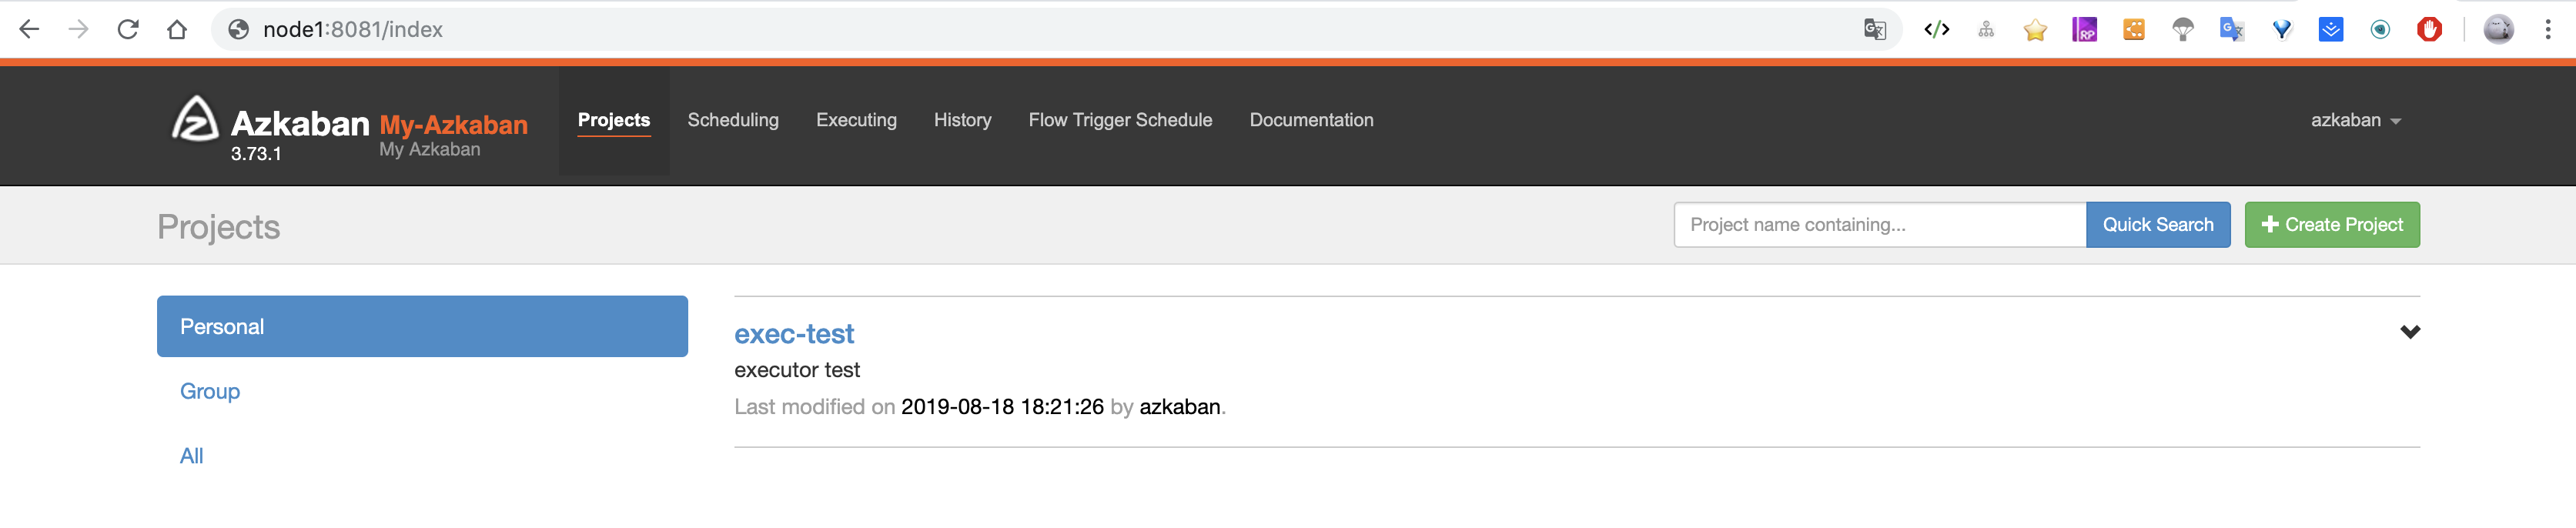 node1:8081/index
Azkaban My-Azkaban Projects Scheduling Executing History Flow Trigger Schedule Documentation azkaban
3.73.1 My Azkaban
Projects Project name containing... Quick Search Create Project
Personal
Group
All
exec-test
executor test
Last modified on 2019-08-18 18:21:26 by azkaban.